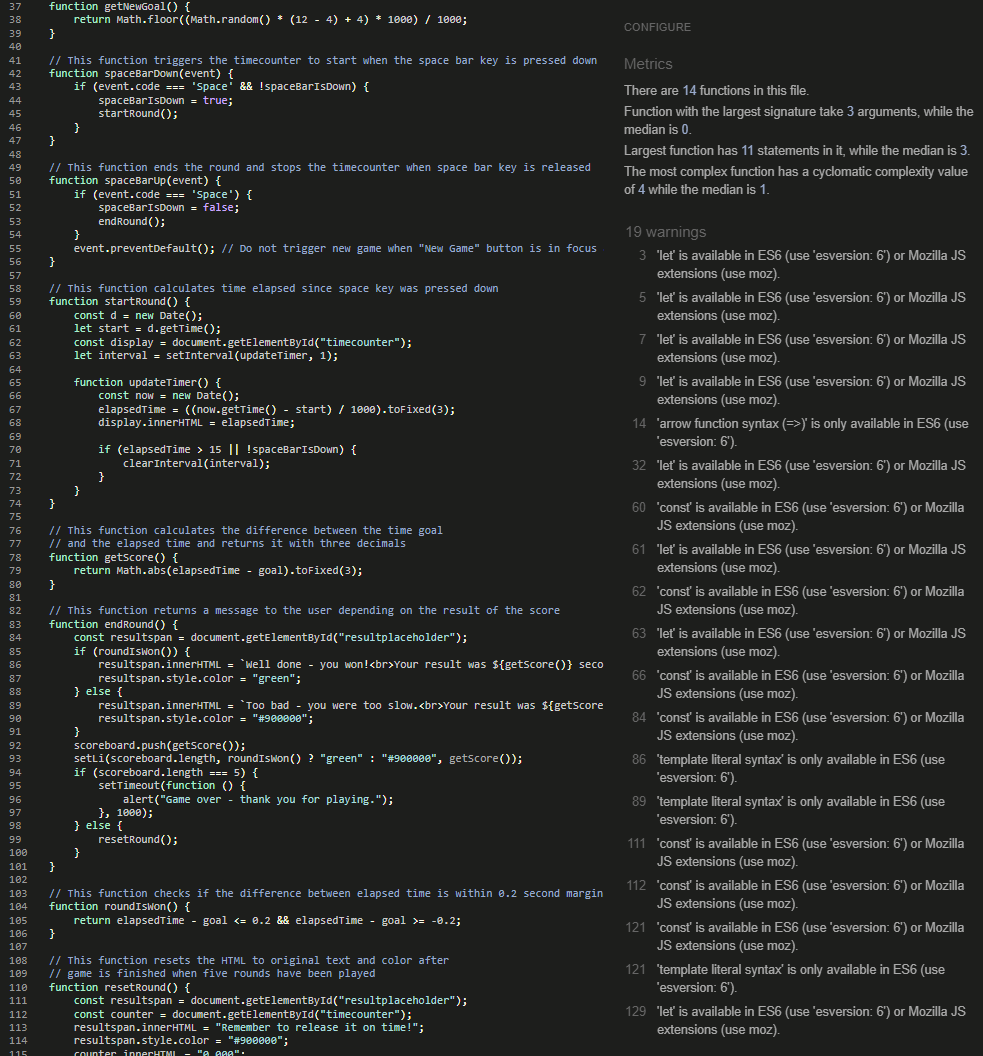 37 function getNewGoal() {
38     return Math.floor((Math.random() * (12 - 4) + 4) * 1000) / 1000;
39 }
40
41 // This function triggers the timecounter to start when the space bar key is pressed down
42 function spaceBarDown(event) {
43     if (event.code === 'Space' && !spaceBarIsDown) {
44         spaceBarIsDown = true;
45         startRound();
46     }
47 }
48
49 // This function ends the round and stops the timecounter when space bar key is released
50 function spaceBarUp(event) {
51     if (event.code === 'Space') {
52         spaceBarIsDown = false;
53         endRound();
54     }
55     event.preventDefault(); // Do not trigger new game when "New Game" button is in focus
56 }
57
58 // This function calculates time elapsed since space key was pressed down
59 function startRound() {
60     const d = new Date();
61     let start = d.getTime();
62     const display = document.getElementById("timecounter");
63     let interval = setInterval(updateTimer, 1);
64
65     function updateTimer() {
66         const now = new Date();
67         elapsedTime = ((now.getTime() - start) / 1000).toFixed(3);
68         display.innerHTML = elapsedTime;
69
70         if (elapsedTime > 15 || !spaceBarIsDown) {
71             clearInterval(interval);
72         }
73     }
74 }
75
76 // This function calculates the difference between the time goal
77 // and the elapsed time and returns it with three decimals
78 function getScore() {
79     return Math.abs(elapsedTime - goal).toFixed(3);
80 }
81
82 // This function returns a message to the user depending on the result of the score
83 function endRound() {
84     const resultspan = document.getElementById("resultplaceholder");
85     if (roundIsWon()) {
86         resultspan.innerHTML = `Well done - you won!<br>Your result was ${getScore()} seco
87         resultspan.style.color = "green";
88     } else {
89         resultspan.innerHTML = `Too bad - you were too slow.<br>Your result was ${getScore
90         resultspan.style.color = "#900000";
91     }
92     scoreboard.push(getScore());
93     setLi(scoreboard.length, roundIsWon() ? "green" : "#900000", getScore());
94     if (scoreboard.length === 5) {
95         setTimeout(function () {
96             alert("Game over - thank you for playing.");
97         }, 1000);
98     } else {
99         resetRound();
100     }
101 }
102
103 // This function checks if the difference between elapsed time is within 0.2 second margin
104 function roundIsWon() {
105     return elapsedTime - goal <= 0.2 && elapsedTime - goal >= -0.2;
106 }
107
108 // This function resets the HTML to original text and color after
109 // game is finished when five rounds have been played
110 function resetRound() {
111     const resultspan = document.getElementById("resultplaceholder");
112     const counter = document.getElementById("timecounter");
113     resultspan.innerHTML = "Remember to release it on time!";
114     resultspan.style.color = "#900000";
115     counter.innerHTML = "0.000";
CONFIGURE
Metrics
There are 14 functions in this file.
Function with the largest signature take 3 arguments, while the
median is 0.
Largest function has 11 statements in it, while the median is 3.
The most complex function has a cyclomatic complexity value
of 4 while the median is 1.
19 warnings
3 'let' is available in ES6 (use 'esversion: 6') or Mozilla JS
extensions (use moz).
5 'let' is available in ES6 (use 'esversion: 6') or Mozilla JS
extensions (use moz).
7 'let' is available in ES6 (use 'esversion: 6') or Mozilla JS
extensions (use moz).
9 'let' is available in ES6 (use 'esversion: 6') or Mozilla JS
extensions (use moz).
14 'arrow function syntax (=>)' is only available in ES6 (use
'esversion: 6').
32 'let' is available in ES6 (use 'esversion: 6') or Mozilla JS
extensions (use moz).
60 'const' is available in ES6 (use 'esversion: 6') or Mozilla
JS extensions (use moz).
61 'let' is available in ES6 (use 'esversion: 6') or Mozilla JS
extensions (use moz).
62 'const' is available in ES6 (use 'esversion: 6') or Mozilla
JS extensions (use moz).
63 'let' is available in ES6 (use 'esversion: 6') or Mozilla JS
extensions (use moz).
66 'const' is available in ES6 (use 'esversion: 6') or Mozilla
JS extensions (use moz).
84 'const' is available in ES6 (use 'esversion: 6') or Mozilla
JS extensions (use moz).
86 'template literal syntax' is only available in ES6 (use
'esversion: 6').
89 'template literal syntax' is only available in ES6 (use
'esversion: 6').
111 'const' is available in ES6 (use 'esversion: 6') or Mozilla
JS extensions (use moz).
112 'const' is available in ES6 (use 'esversion: 6') or Mozilla
JS extensions (use moz).
121 'const' is available in ES6 (use 'esversion: 6') or Mozilla
JS extensions (use moz).
121 'template literal syntax' is only available in ES6 (use
'esversion: 6').
129 'let' is available in ES6 (use 'esversion: 6') or Mozilla JS
extensions (use moz).